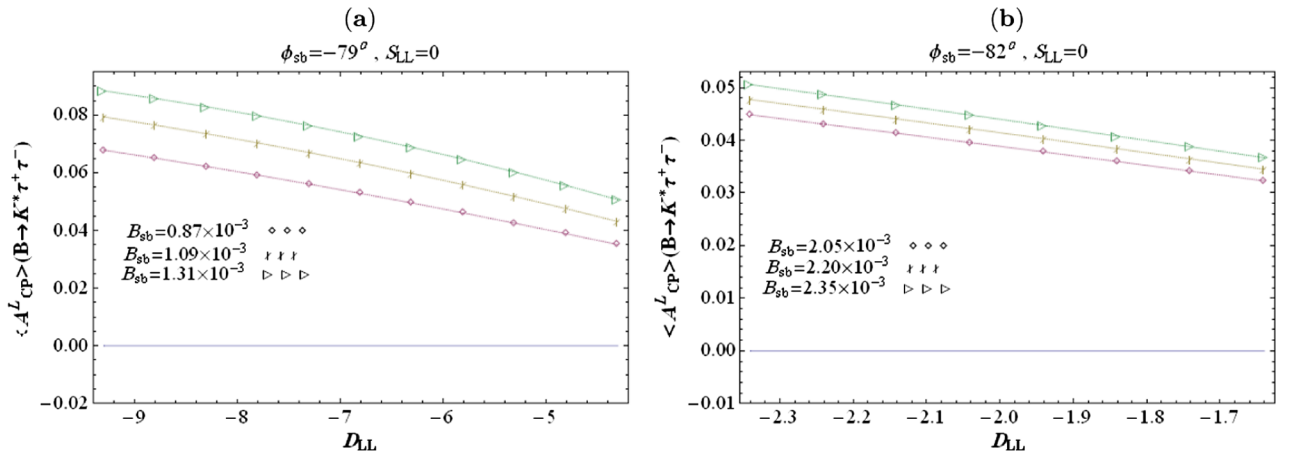 (a)
ϕsb=−79°, SLL=0
0.08
0.06
0.04
0.02
0.00
−0.02
<A^L_CP>(B→K*τ+τ−)
Bsb=0.87×10^−3
Bsb=1.09×10^−3
Bsb=1.31×10^−3
−9 −8 −7 −6 −5
DLL
(b)
ϕsb=−82°, SLL=0
0.05
0.04
0.03
0.02
0.01
0.00
−0.01
<A^L_CP>(B→K*τ+τ−)
Bsb=2.05×10^−3
Bsb=2.20×10^−3
Bsb=2.35×10^−3
−2.3 −2.2 −2.1 −2.0 −1.9 −1.8 −1.7
DLL